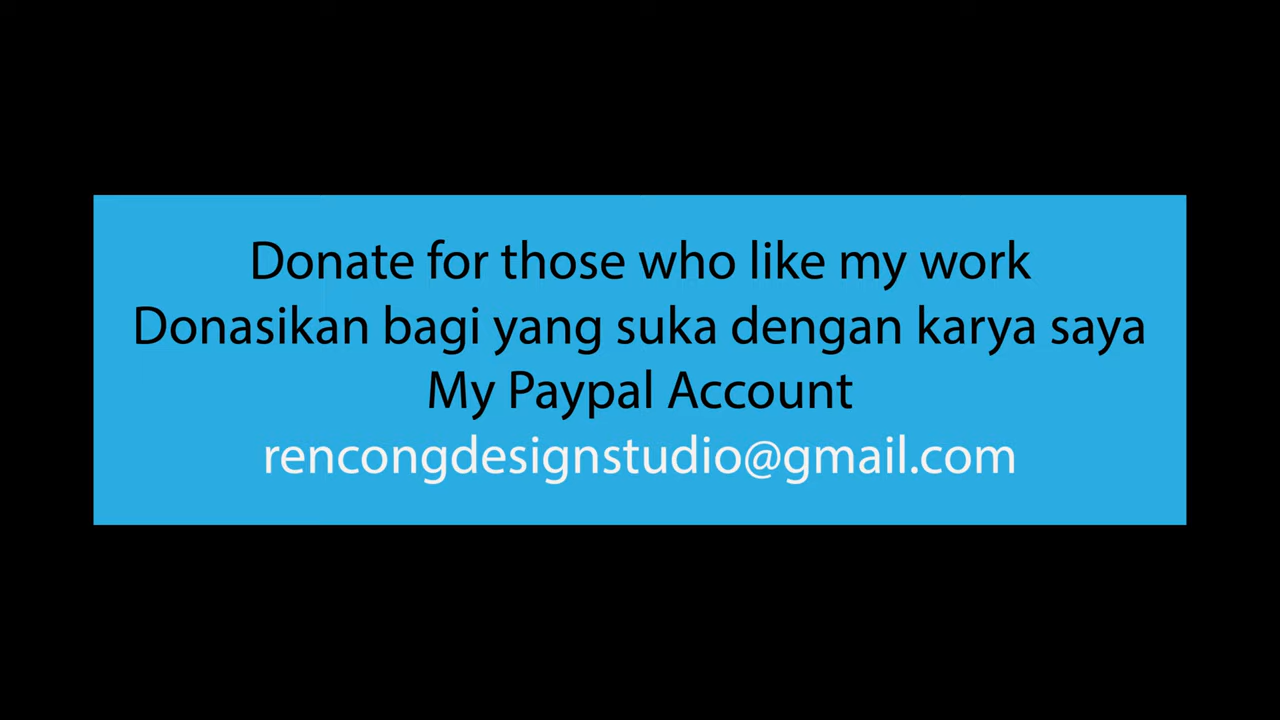 Donate for those who like my work
Donasikan bagi yang suka dengan karya saya
My Paypal Account
rencongdesignstudio@gmail.com